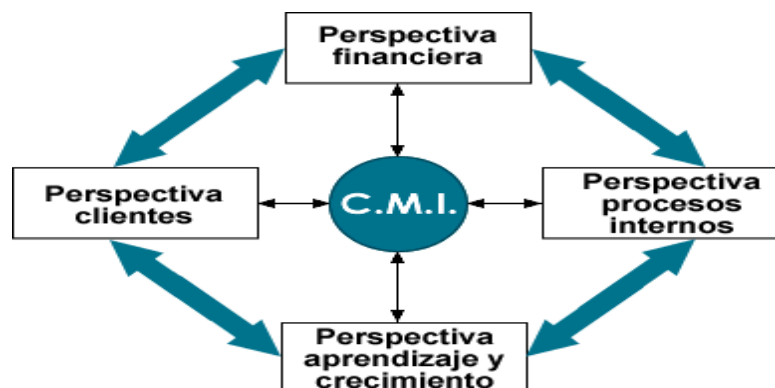 Perspectiva
financiera
Perspectiva
clientes
C.M.I.
Perspectiva
procesos
internos
Perspectiva
aprendizaje y
crecimiento